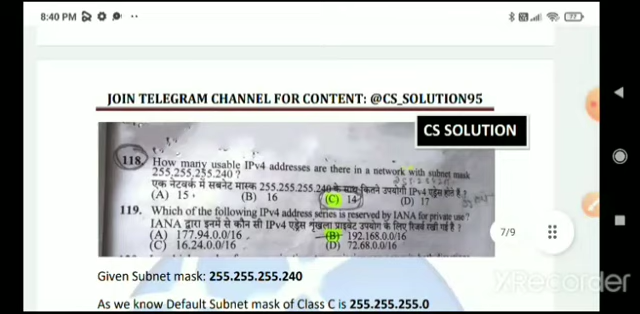 8:40 PM
77
JOIN TELEGRAM CHANNEL FOR CONTENT: @CS_SOLUTION95
CS SOLUTION
118. How many usable IPv4 addresses are there in a network with subnet mask
255.255.255.240 ?
एक नेटवर्क में सबनेट मास्क 255.255.255.240 के साथ कितने उपयोगी IPv4 एड्रेस होते हैं ?
(A) 15 (B) 16 (C) 14 (D) 17
119. Which of the following IPv4 address series is reserved by IANA for private use?
IANA द्वारा इनमें से कौन सी IPv4 एड्रेस शृंखला प्राइवेट उपयोग के लिए रिजर्व रखी गई है ?
(A) 177.94.0.0/16 (B) 192.168.0.0/16
(C) 16.24.0.0/16 (D) 72.68.0.0/16
7/9
Given Subnet mask: 255.255.255.240
XRecorder
As we know Default Subnet mask of Class C is 255.255.255.0